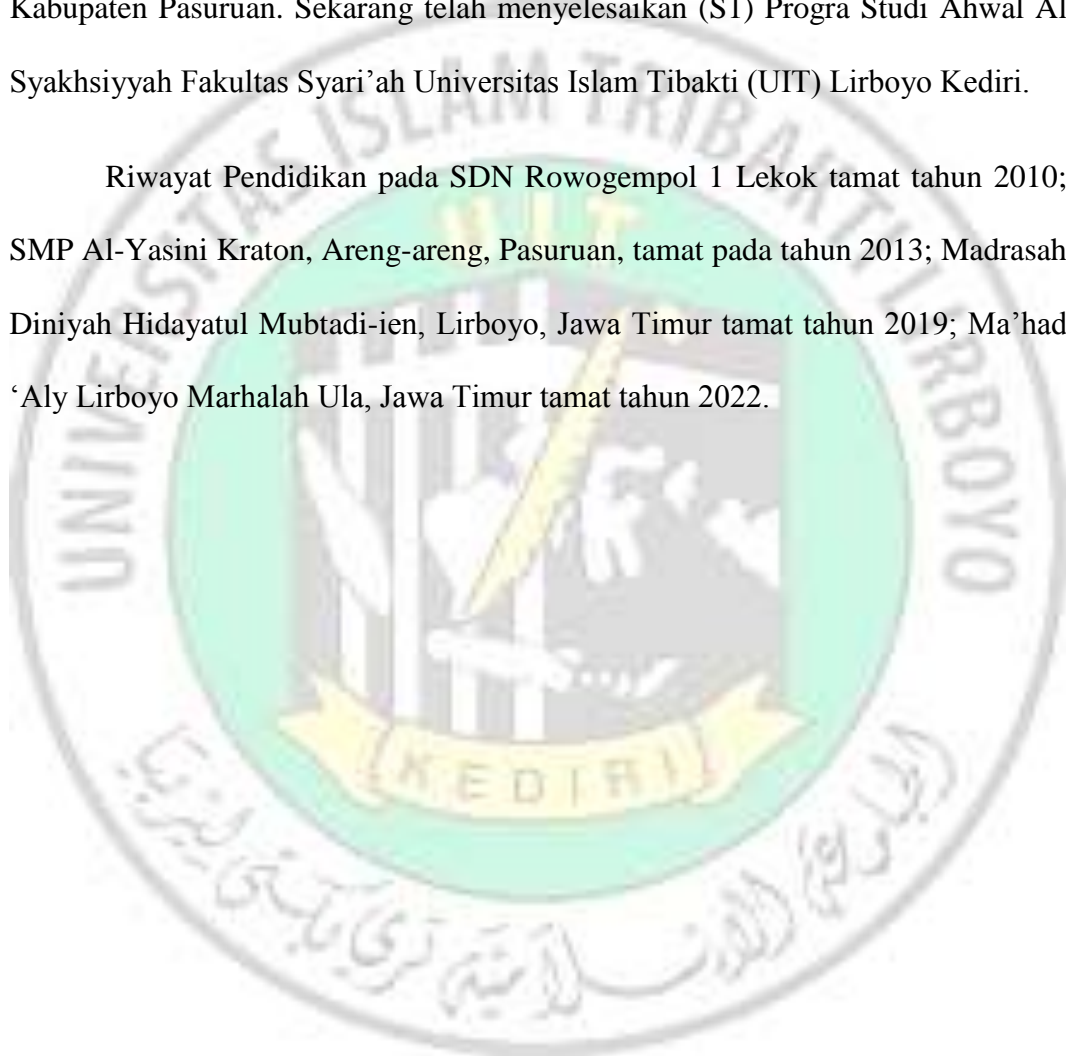 Kabupaten Pasuruan. Sekarang telah menyelesaikan (S1) Progra Studi Ahwal Al
Syakhsiyyah Fakultas Syari’ah Universitas Islam Tibakti (UIT) Lirboyo Kediri.
Riwayat Pendidikan pada SDN Rowogempol 1 Lekok tamat tahun 2010;
SMP Al-Yasini Kraton, Areng-areng, Pasuruan, tamat pada tahun 2013; Madrasah
Diniyah Hidayatul Mubtadi-ien, Lirboyo, Jawa Timur tamat tahun 2019; Ma’had
‘Aly Lirboyo Marhalah Ula, Jawa Timur tamat tahun 2022.
UNIVERSITAS ISLAM TRIBAKTI LIRBOYO
UIT
KEDIRI